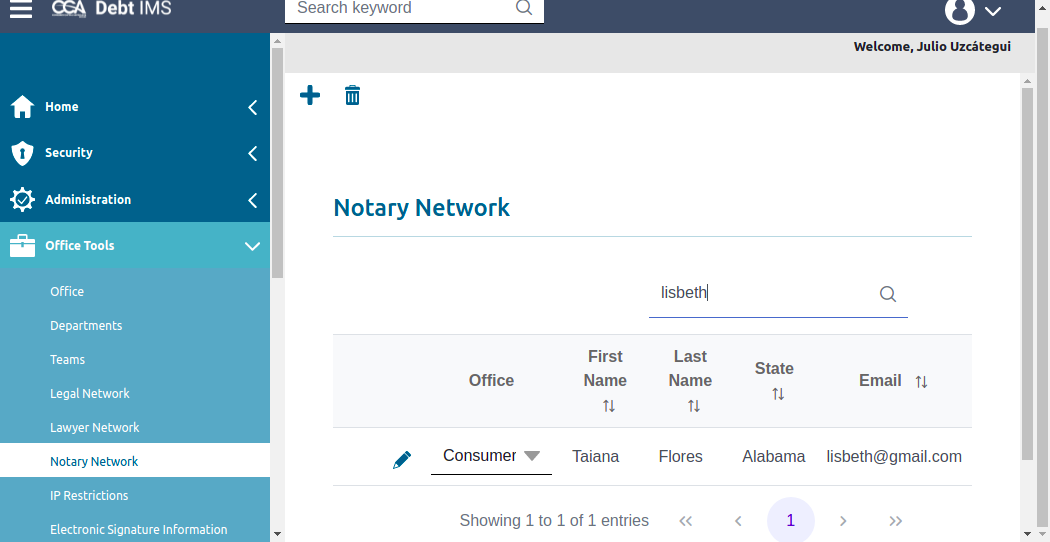 CGA Debt IMS
Search keyword
Welcome, Julio Uzcátegui
Home
Security
Administration
Office Tools
Office
Departments
Teams
Legal Network
Lawyer Network
Notary Network
IP Restrictions
Electronic Signature Information
Notary Network
lisbeth
Office
First Name
Last Name
State
Email
Consumer
Taiana
Flores
Alabama
lisbeth@gmail.com
Showing 1 to 1 of 1 entries
<<
<
1
>
>>